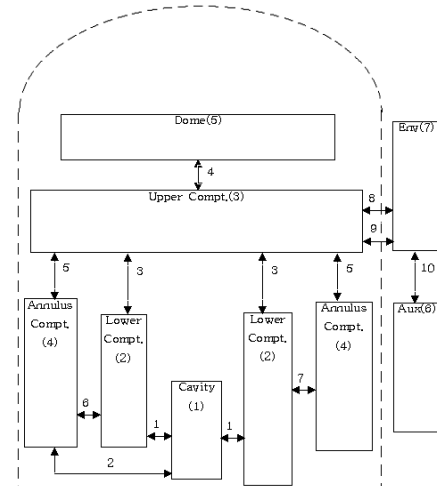 Dome(5)
Env(7)
4
Upper Compt.(3)
8
9
5
3
3
5
10
Annulus
Compt.
(4)
Lower
Compt.
(2)
Lower
Compt.
(2)
Annulus
Compt.
(4)
Aux(6)
Cavity
(1)
7
6
1
1
2